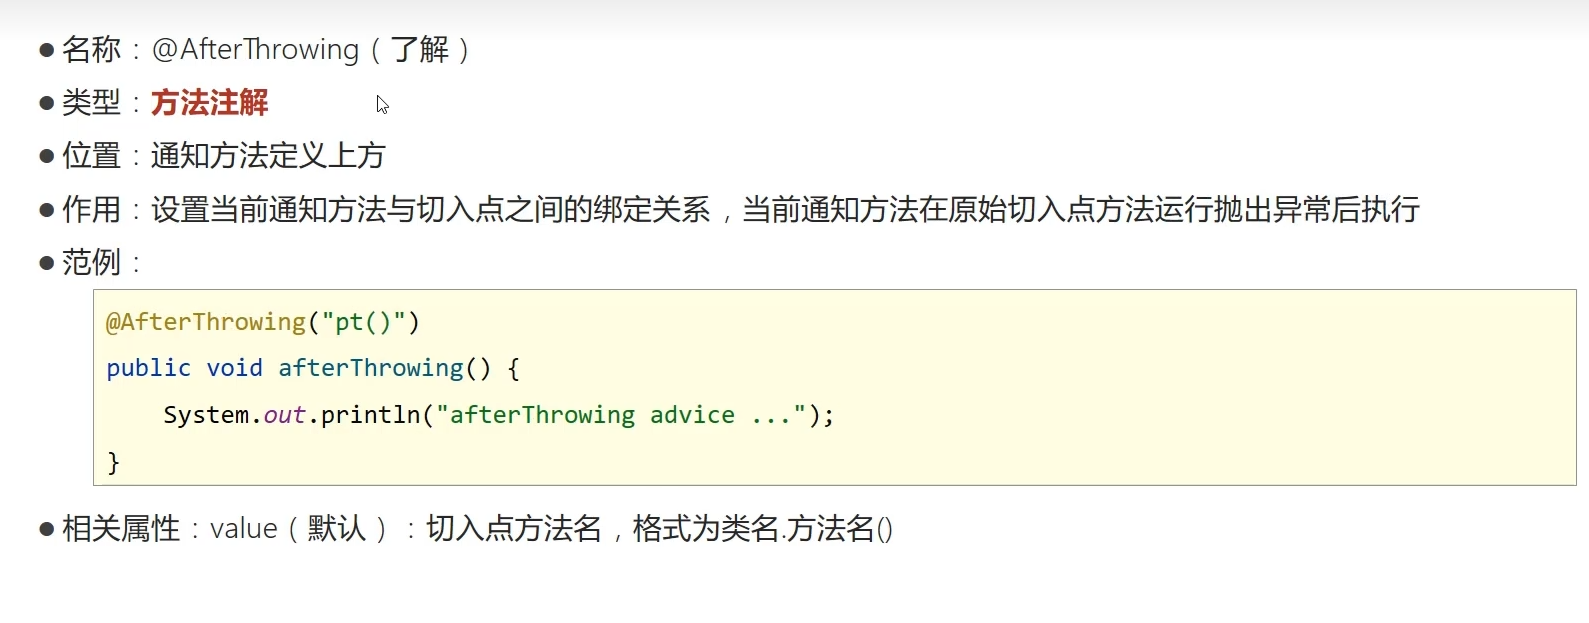 ●名称：@AfterThrowing（了解）
●类型：方法注解
●位置：通知方法定义上方
●作用：设置当前通知方法与切入点之间的绑定关系，当前通知方法在原始切入点方法运行抛出异常后执行
●范例：
@AfterThrowing("pt()")
public void afterThrowing() {
    System.out.println("afterThrowing advice ...");
}
●相关属性：value（默认）：切入点方法名，格式为类名.方法名()